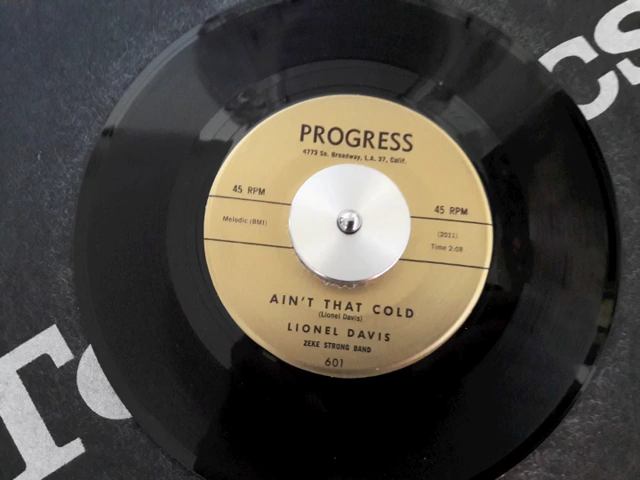 PROGRESS
4773 So. Broadway, L.A. 37, Calif.
45 RPM
45 RPM
Melodic (BMI)
(2011)
Time 2:08
AIN'T THAT COLD
(Lionel Davis)
LIONEL DAVIS
ZEKE STRONG BAND
601
cs